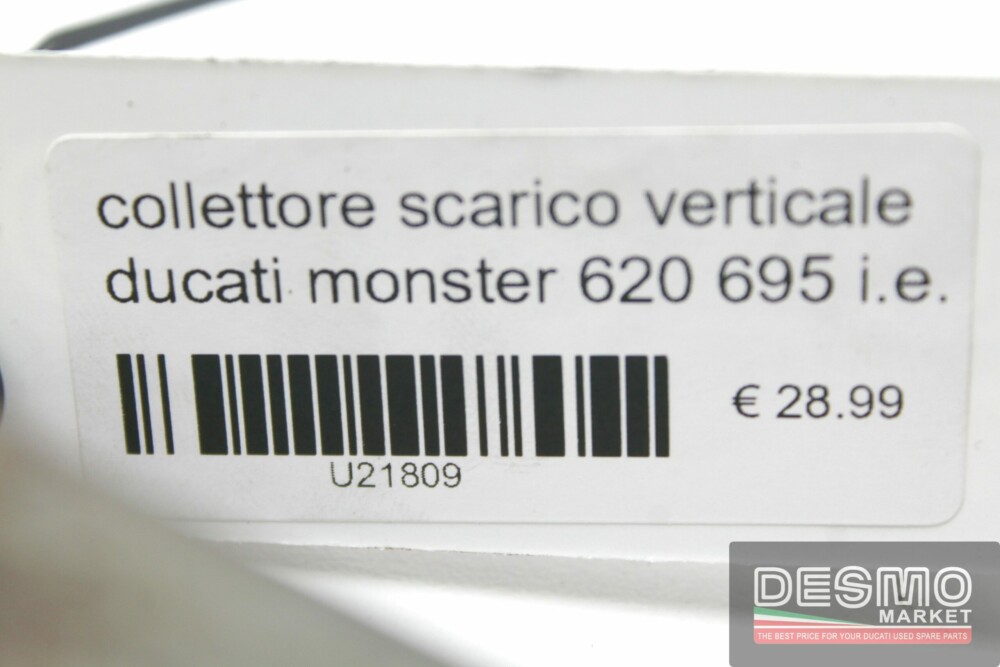 collettore scarico verticale
ducati monster 620 695 i.e.
€ 28.99
U21809
DESMO
MARKET
THE BEST PRICE FOR YOUR DUCATI USED SPARE PARTS